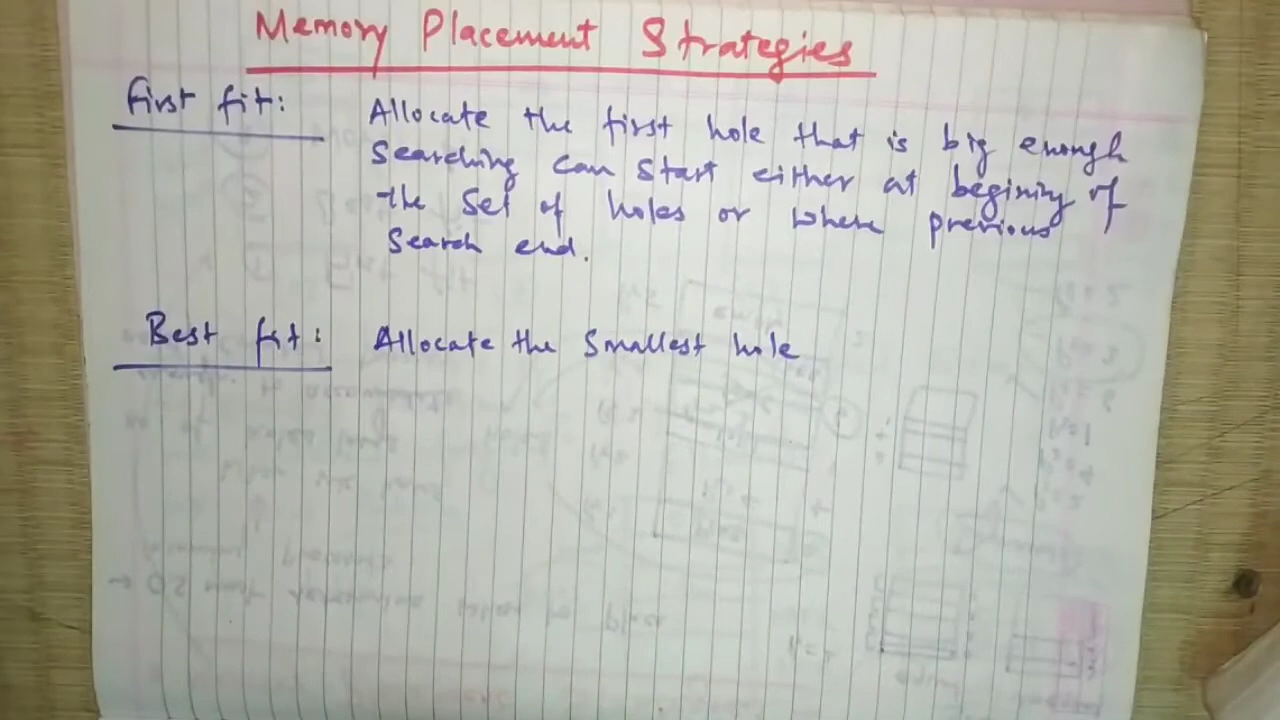 Memory Placement Strategies
First fit: Allocate the first hole that is big enough
Searching can start either at begining of
the set of holes or where previous
Search end.
Best fit: Allocate the smallest hole